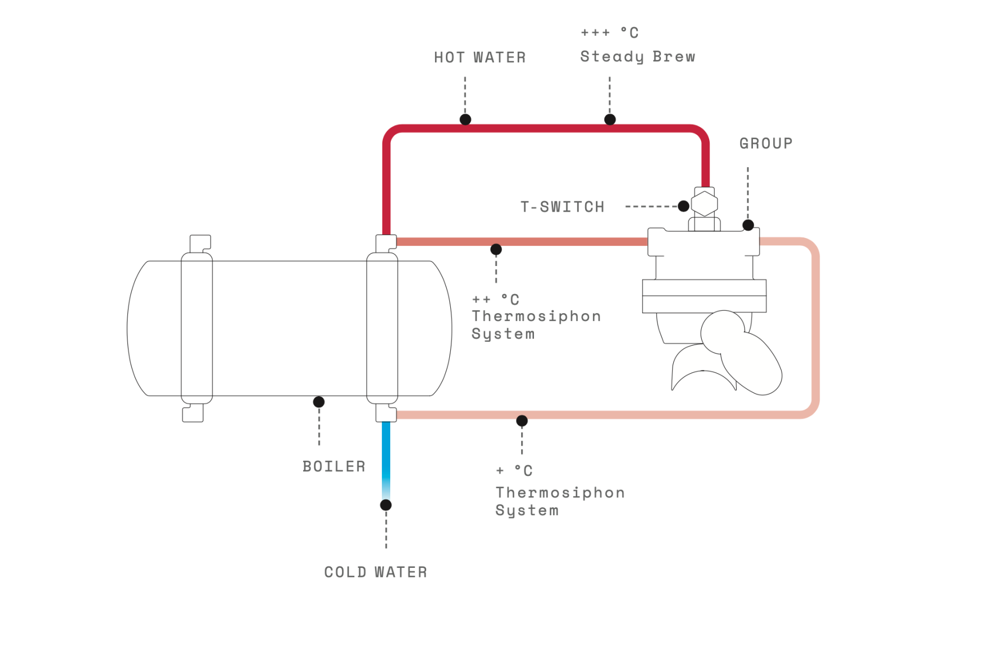 +++ °C
HOT WATER
Steady Brew
GROUP
T-SWITCH
++ °C
Thermosiphon
System
BOILER
+ °C
Thermosiphon
System
COLD WATER